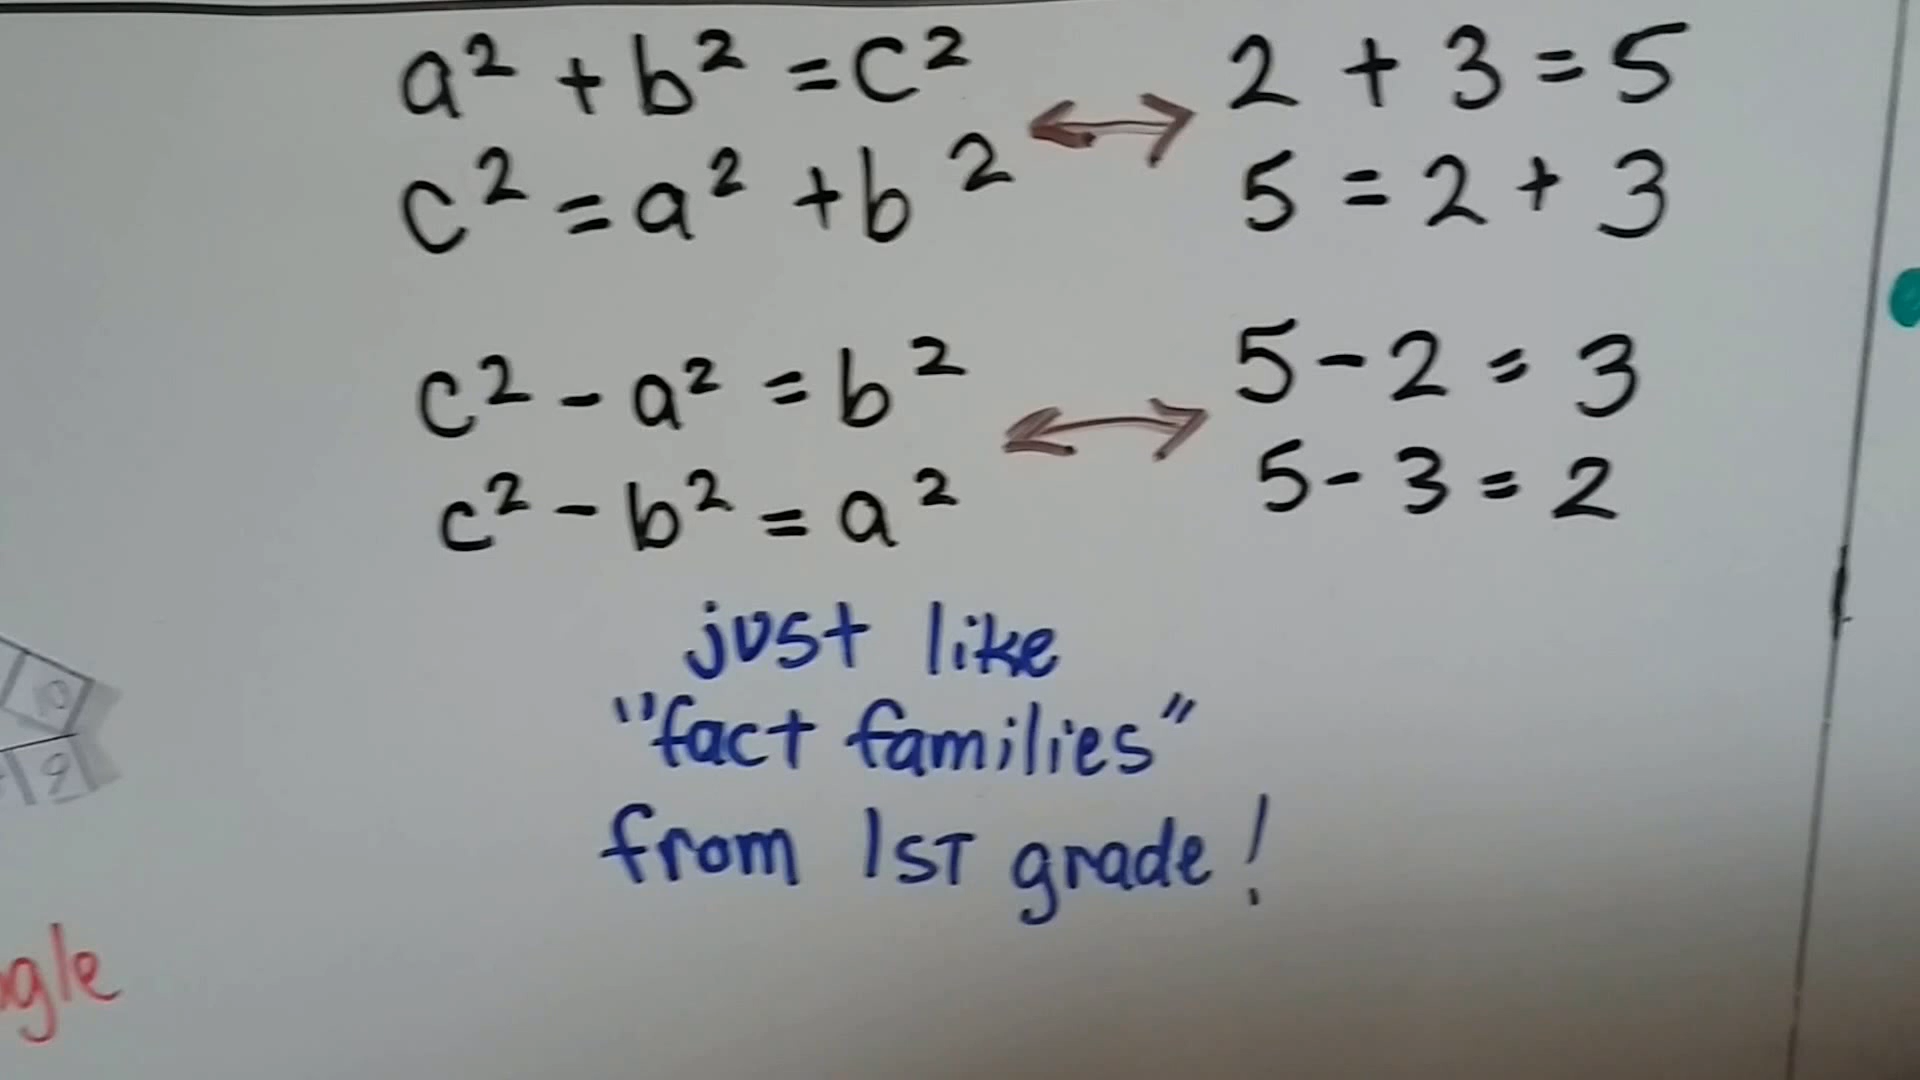 a² + b² = c² ↔ 2 + 3 = 5
c² = a² + b² 5 = 2 + 3
c² - a² = b² ↔ 5 - 2 = 3
c² - b² = a² 5 - 3 = 2
just like
"fact families"
from 1ST grade!
9
gle